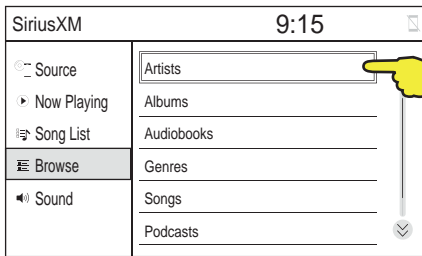 SiriusXM
9:15
Source
Now Playing
Song List
Browse
Sound
Artists
Albums
Audiobooks
Genres
Songs
Podcasts